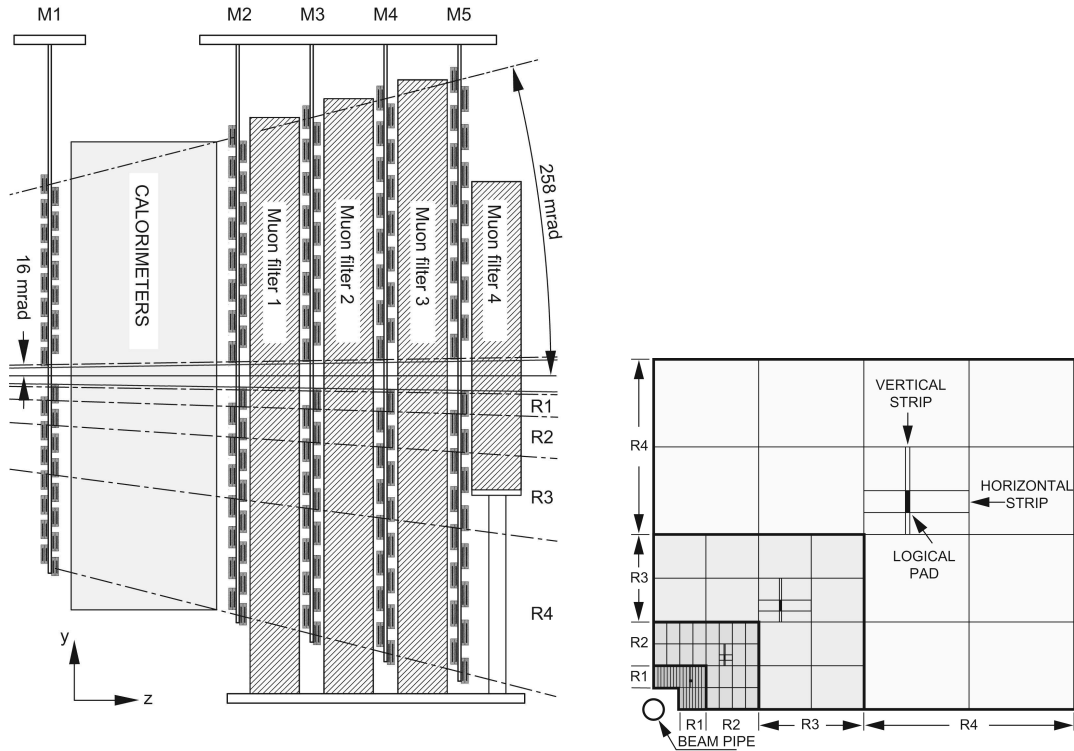 M1
M2
M3
M4
M5
16 mrad
CALORIMETERS
Muon filter 1
Muon filter 2
Muon filter 3
Muon filter 4
258 mrad
R1
R2
R3
R4
y
z
R4
R3
R2
R1
VERTICAL
STRIP
HORIZONTAL
STRIP
LOGICAL
PAD
R1 R2 R3 R4
BEAM PIPE